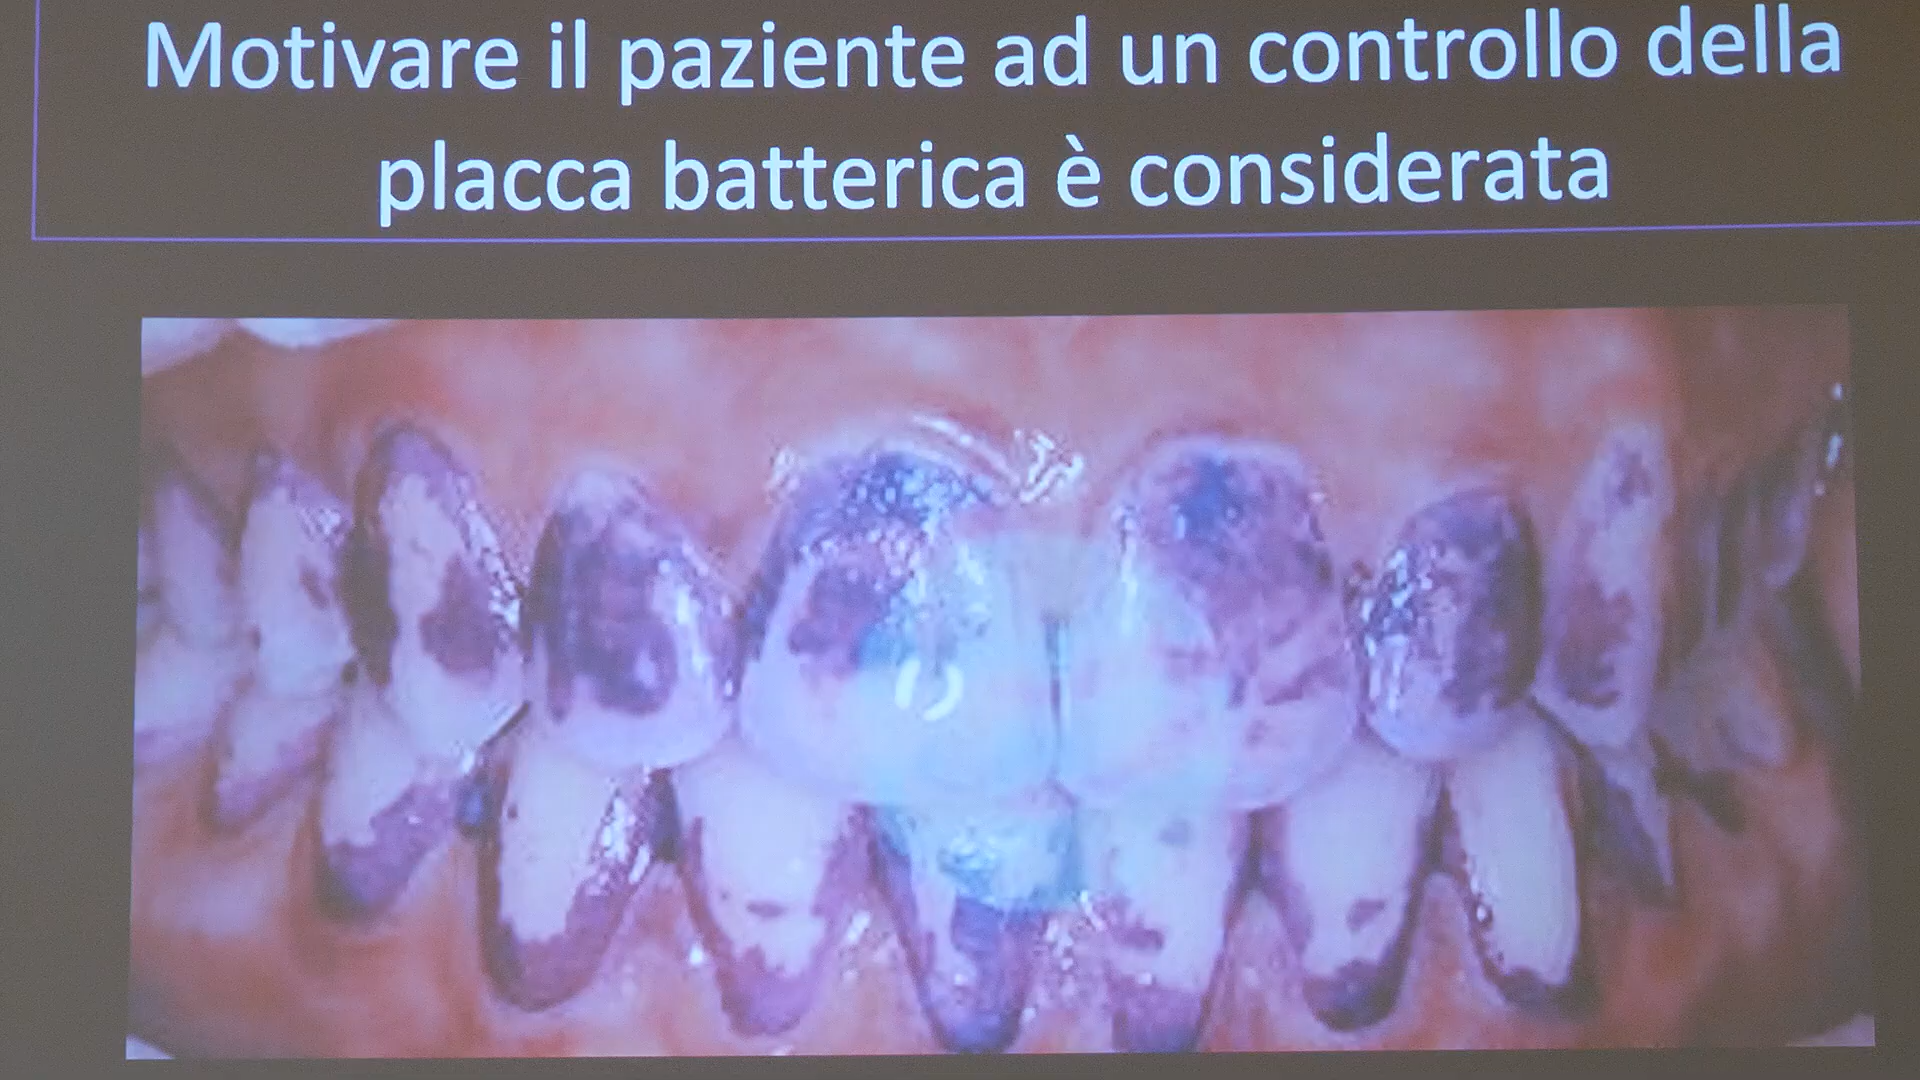 Motivare il paziente ad un controllo della
placca batterica è considerata